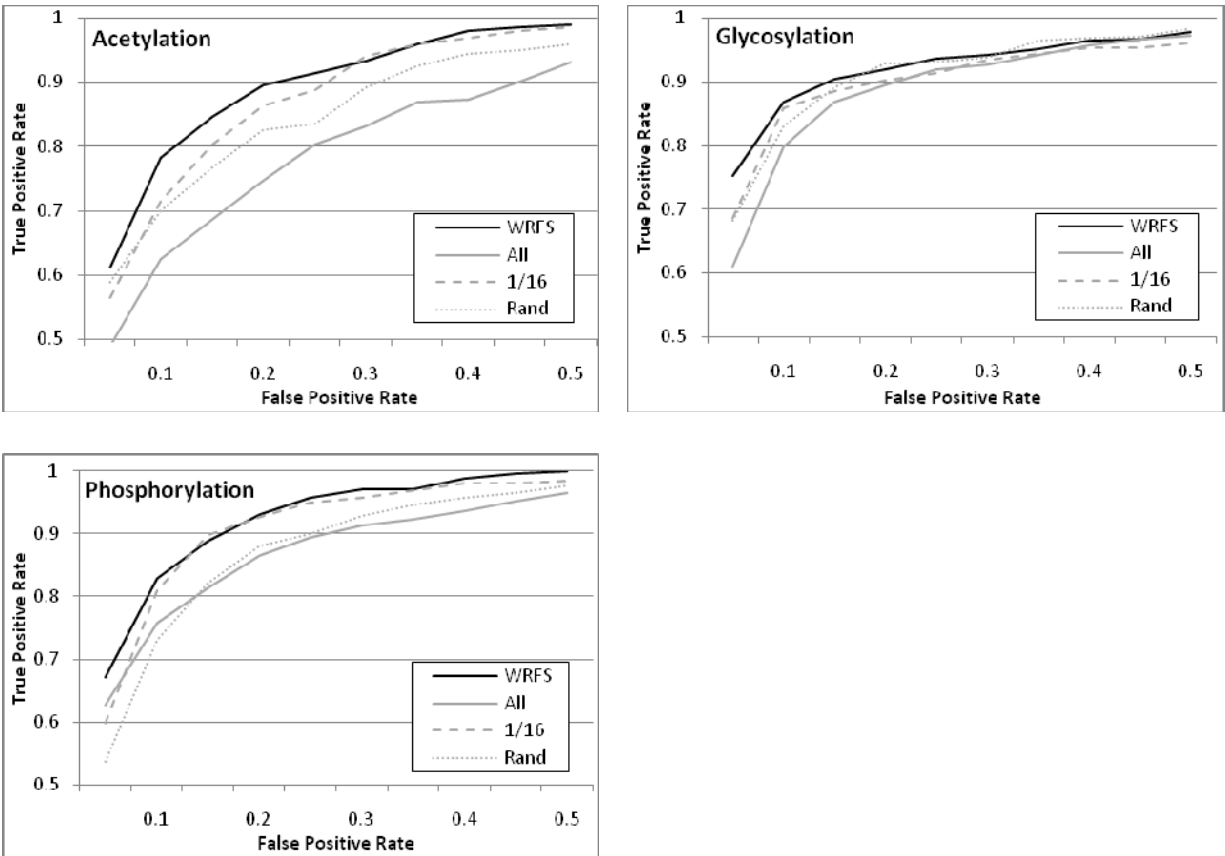 Acetylation
True Positive Rate
1
0.9
0.8
0.7
0.6
0.5
WRFS
All
1/16
Rand
0.1 0.2 0.3 0.4 0.5
False Positive Rate
Glycosylation
True Positive Rate
1
0.9
0.8
0.7
0.6
0.5
WRFS
All
1/16
Rand
0.1 0.2 0.3 0.4 0.5
False Positive Rate
Phosphorylation
True Positive Rate
1
0.9
0.8
0.7
0.6
0.5
WRFS
All
1/16
Rand
0.1 0.2 0.3 0.4 0.5
False Positive Rate